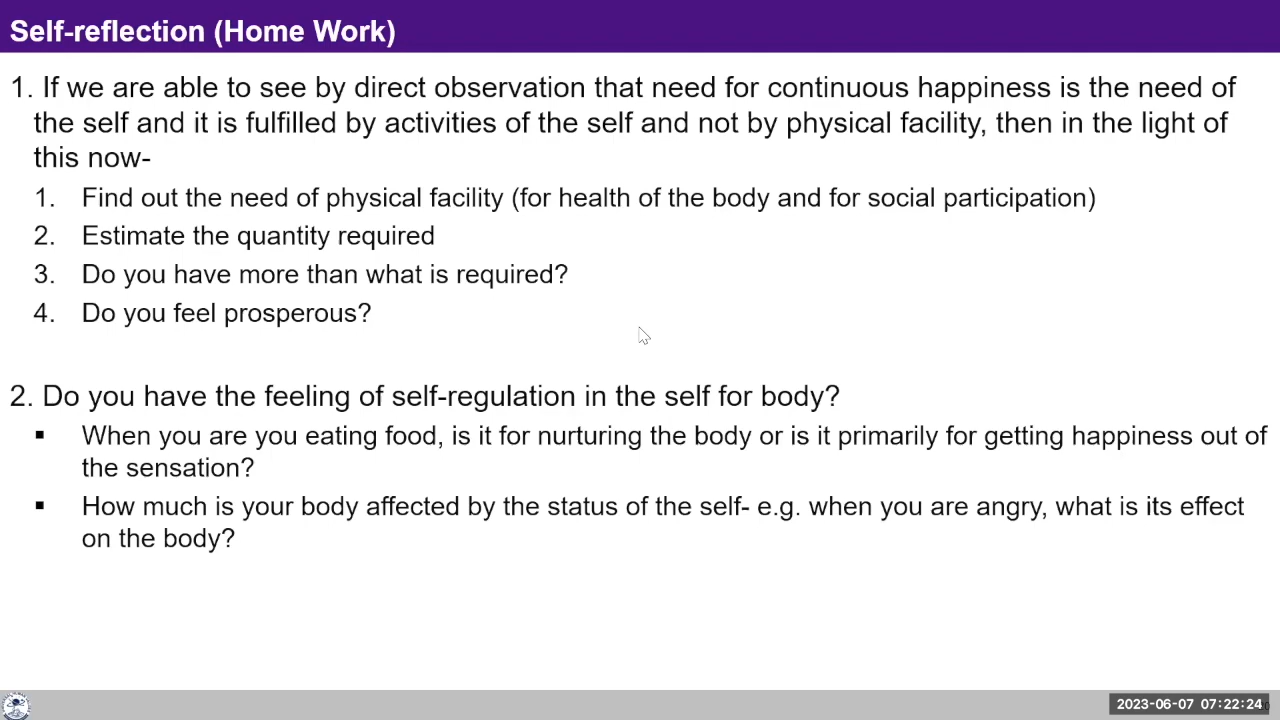 Self-reflection (Home Work)
1. If we are able to see by direct observation that need for continuous happiness is the need of
the self and it is fulfilled by activities of the self and not by physical facility, then in the light of
this now-
1. Find out the need of physical facility (for health of the body and for social participation)
2. Estimate the quantity required
3. Do you have more than what is required?
4. Do you feel prosperous?
2. Do you have the feeling of self-regulation in the self for body?
▪ When you are you eating food, is it for nurturing the body or is it primarily for getting happiness out of
the sensation?
▪ How much is your body affected by the status of the self- e.g. when you are angry, what is its effect
on the body?
2023-06-07 07:22:24